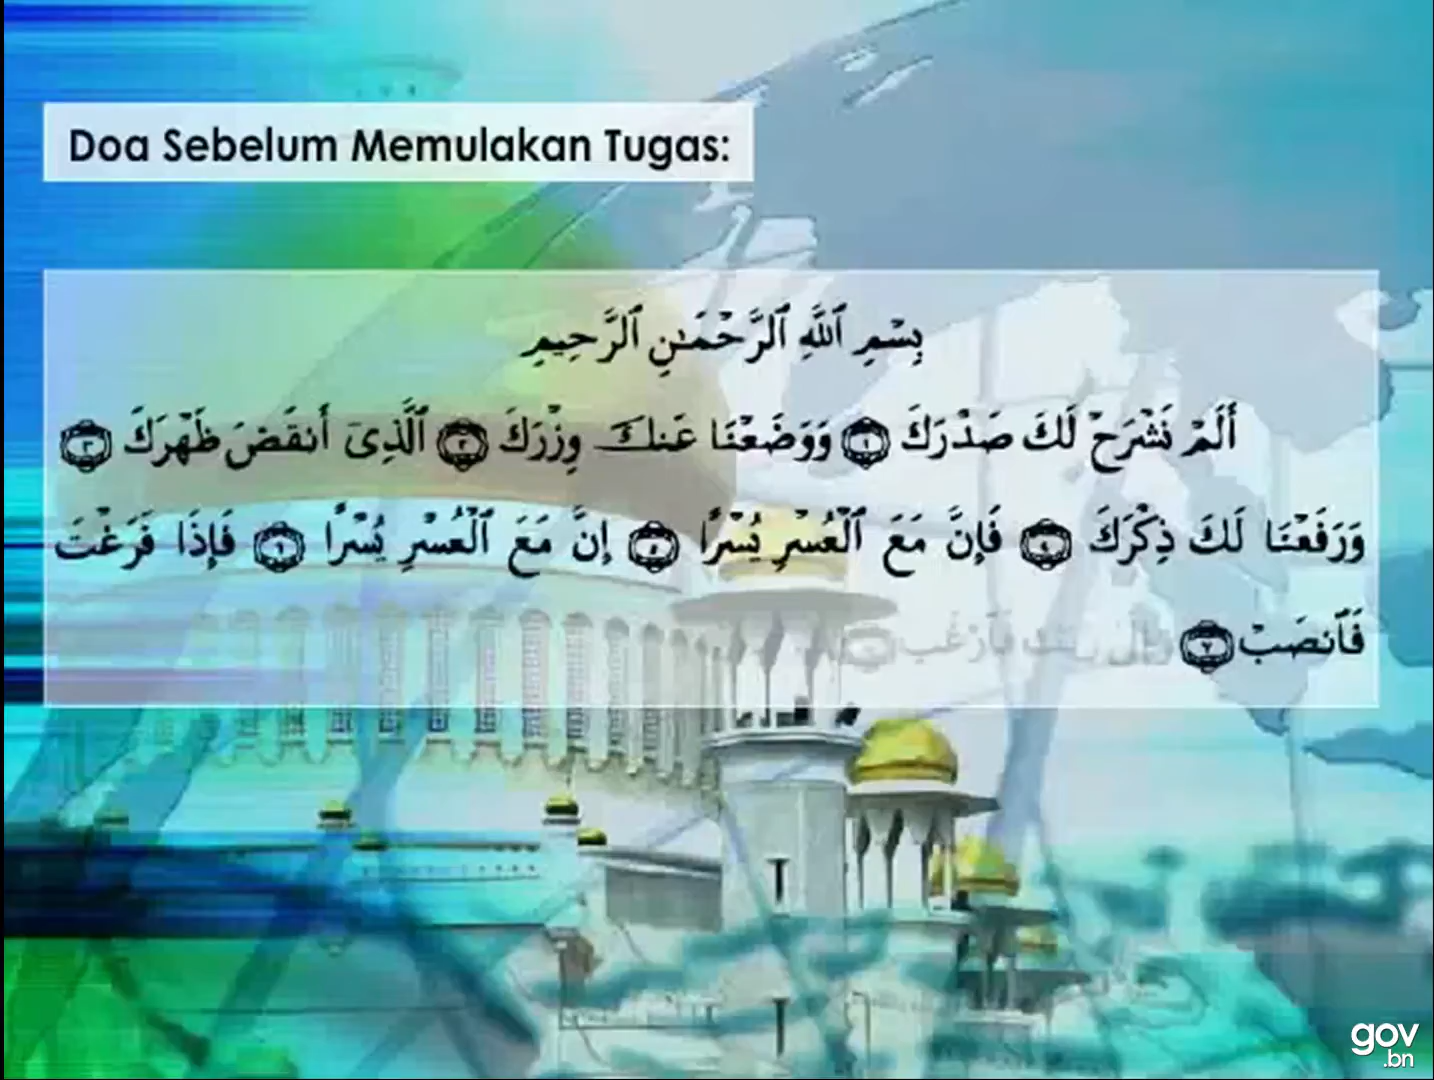 Doa Sebelum Memulakan Tugas:
بِسْمِ ٱللَّهِ ٱلرَّحْمَـٰنِ ٱلرَّحِيمِ
أَلَمْ نَشْرَحْ لَكَ صَدْرَكَ ١ وَوَضَعْنَا عَنكَ وِزْرَكَ ٢ ٱلَّذِىٓ أَنقَضَ ظَهْرَكَ ٣
وَرَفَعْنَا لَكَ ذِكْرَكَ ٤ فَإِنَّ مَعَ ٱلْعُسْرِ يُسْرًا ٥ إِنَّ مَعَ ٱلْعُسْرِ يُسْرًا ٦ فَإِذَا فَرَغْتَ
فَٱنصَبْ ٧ فَٱرْغَب
gov
.bn